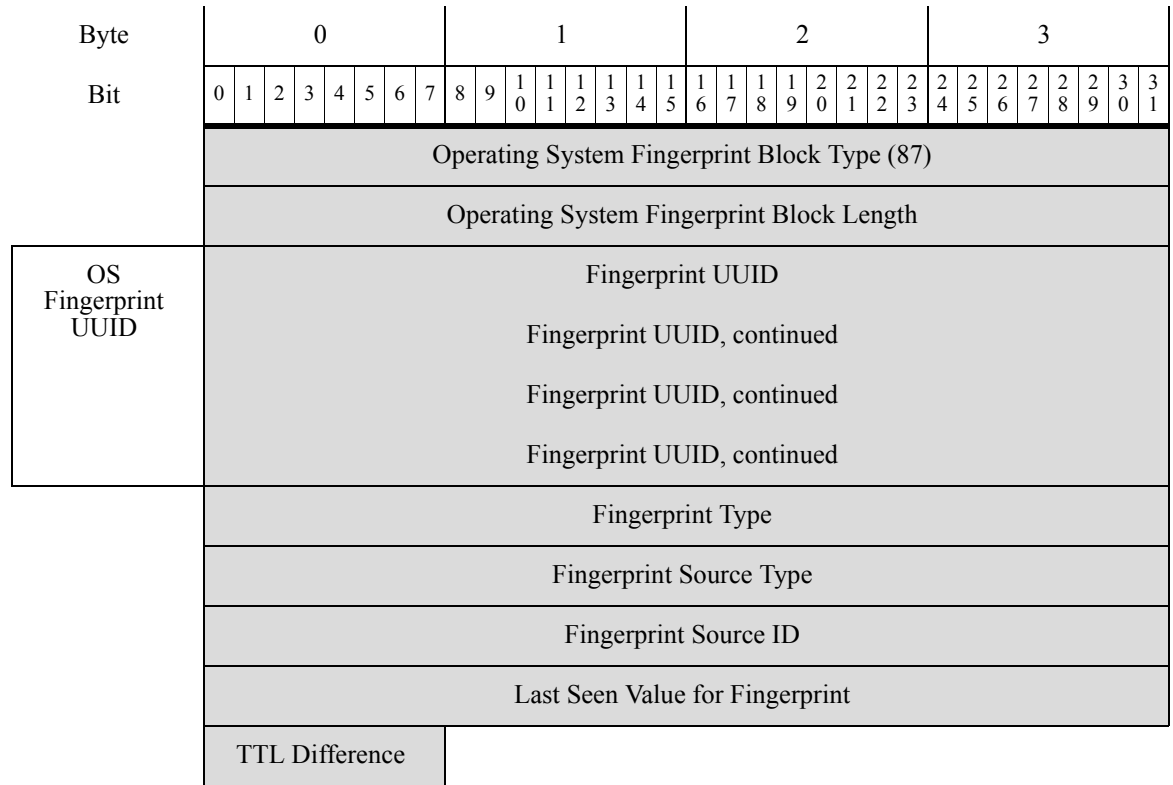 Byte 0 1 2 3
Bit 0 1 2 3 4 5 6 7 8 9 10 11 12 13 14 15 16 17 18 19 20 21 22 23 24 25 26 27 28 29 30 31
Operating System Fingerprint Block Type (87)
Operating System Fingerprint Block Length
OS
Fingerprint
UUID
Fingerprint UUID
Fingerprint UUID, continued
Fingerprint UUID, continued
Fingerprint UUID, continued
Fingerprint Type
Fingerprint Source Type
Fingerprint Source ID
Last Seen Value for Fingerprint
TTL Difference